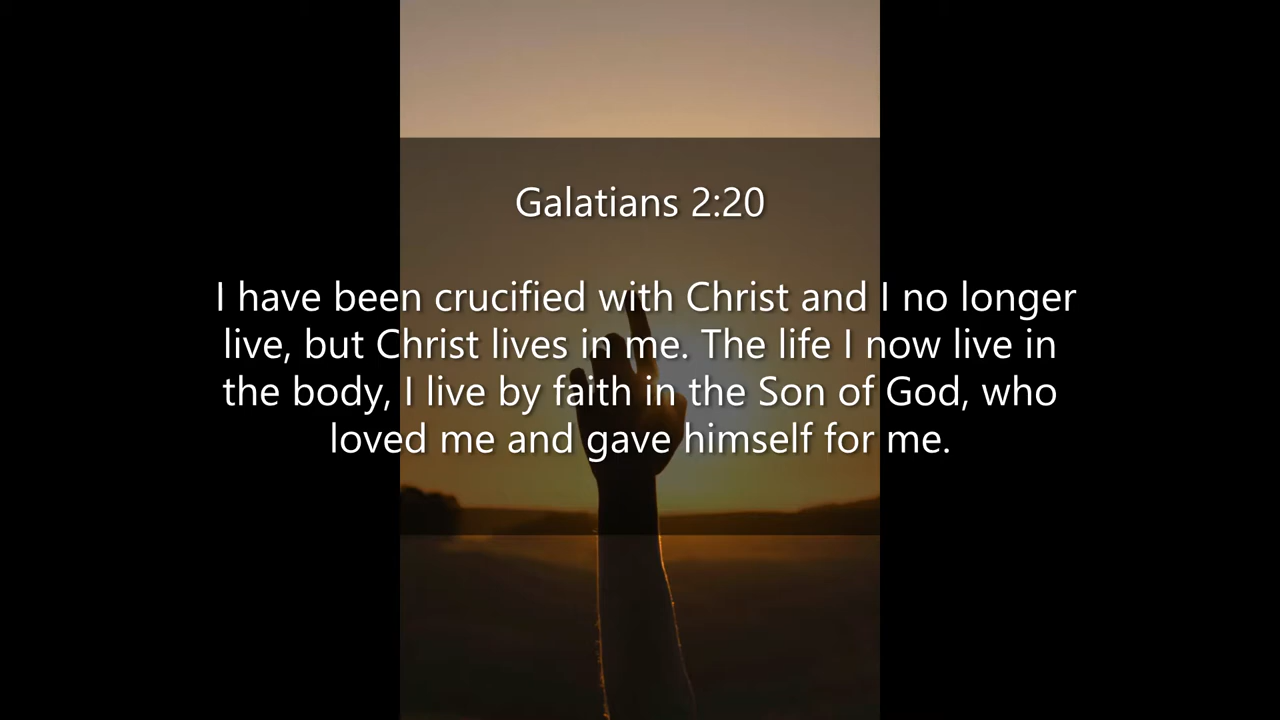 Galatians 2:20
I have been crucified with Christ and I no longer
live, but Christ lives in me. The life I now live in
the body, I live by faith in the Son of God, who
loved me and gave himself for me.